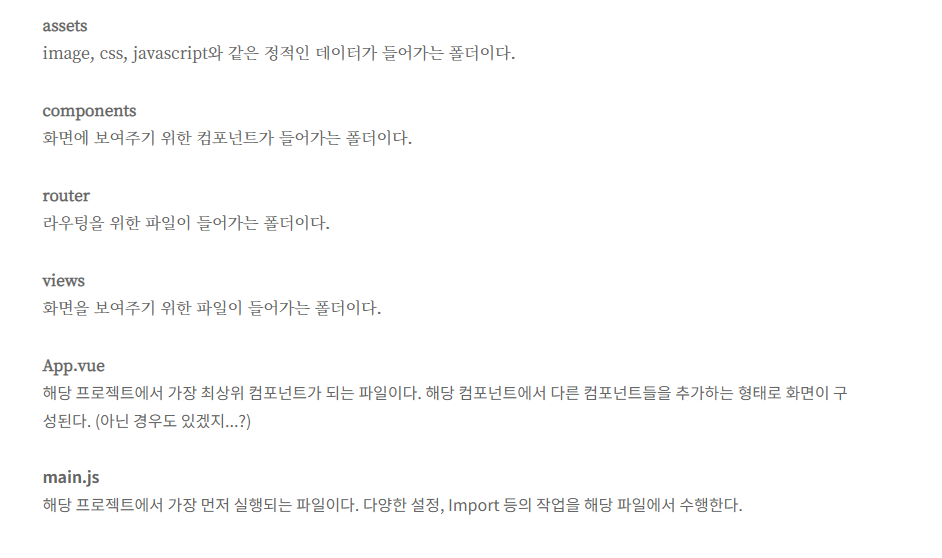 assets
image, css, javascript와 같은 정적인 데이터가 들어가는 폴더이다.
components
화면에 보여주기 위한 컴포넌트가 들어가는 폴더이다.
router
라우팅을 위한 파일이 들어가는 폴더이다.
views
화면을 보여주기 위한 파일이 들어가는 폴더이다.
App.vue
해당 프로젝트에서 가장 최상위 컴포넌트가 되는 파일이다. 해당 컴포넌트에서 다른 컴포넌트들을 추가하는 형태로 화면이 구
성된다. (아닌 경우도 있겠지...?)
main.js
해당 프로젝트에서 가장 먼저 실행되는 파일이다. 다양한 설정, Import 등의 작업을 해당 파일에서 수행한다.